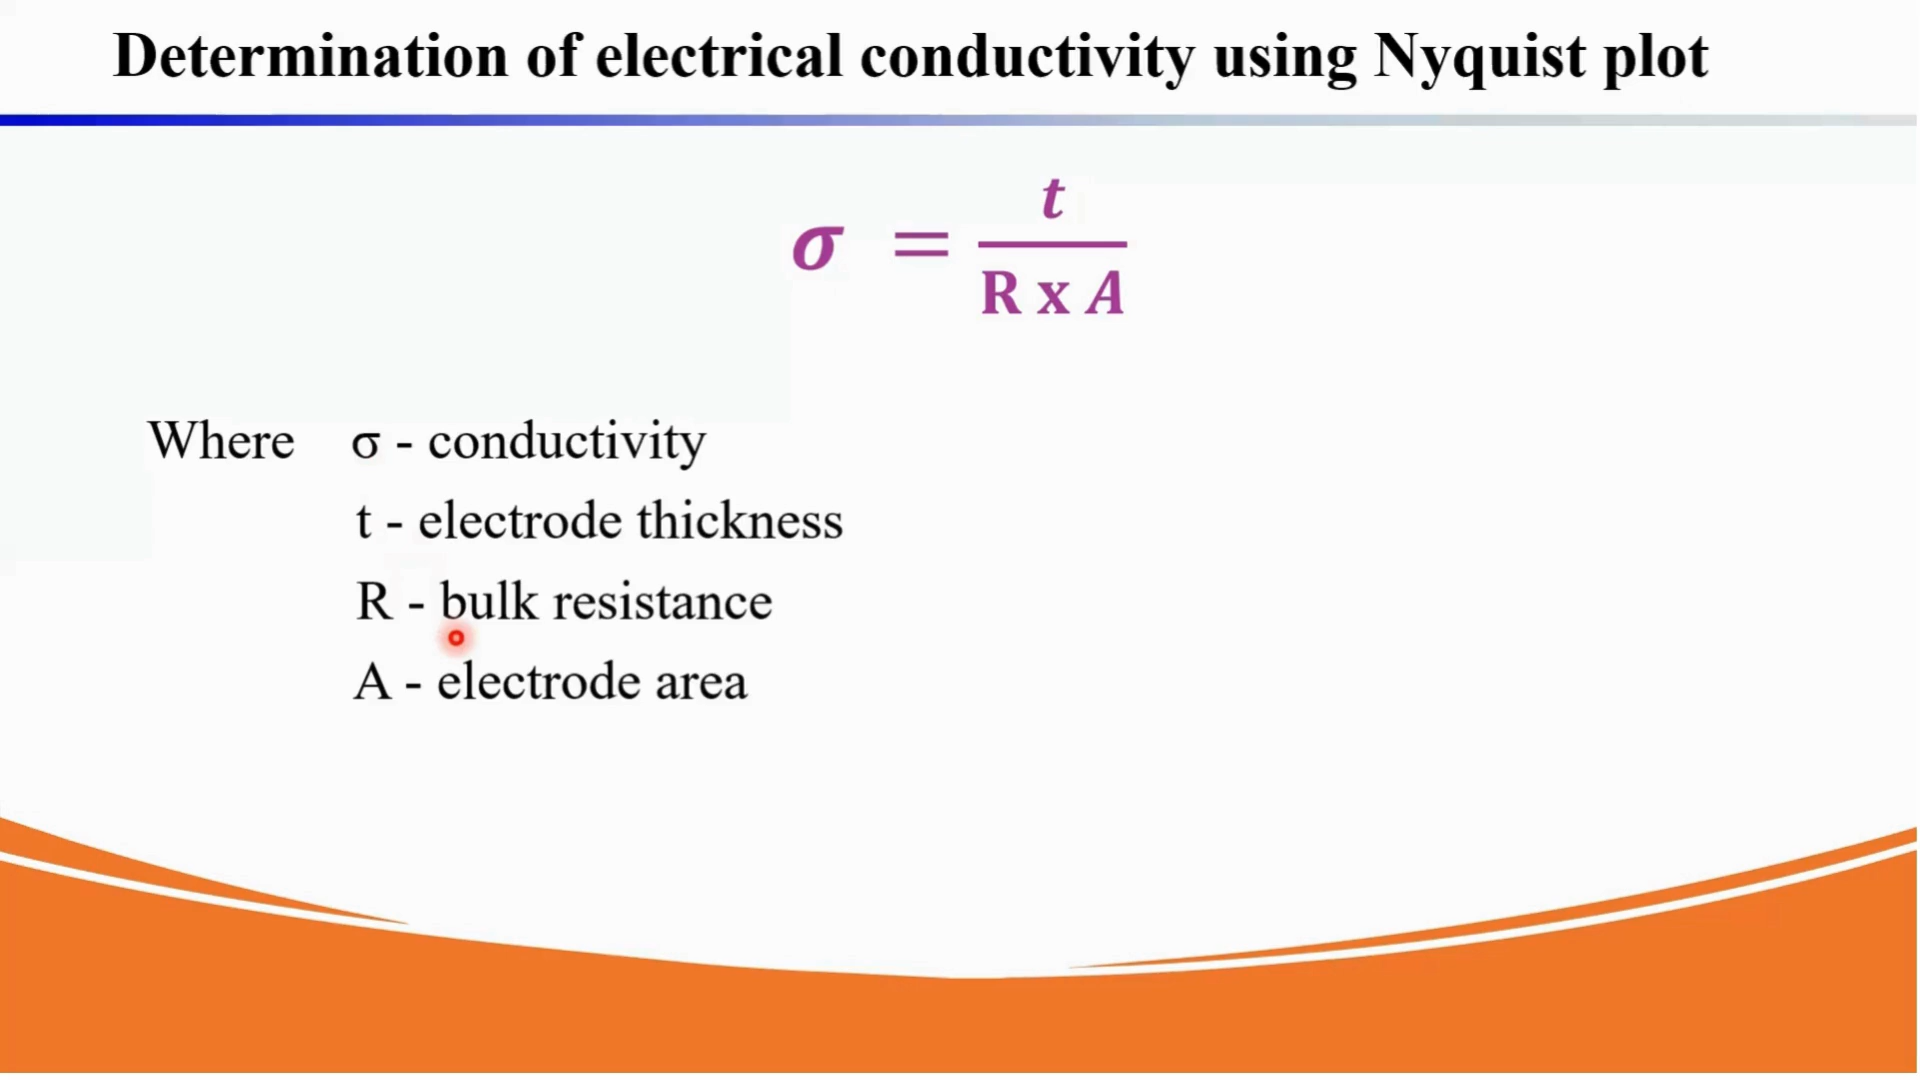 Determination of electrical conductivity using Nyquist plot
σ = t / R x A
Where σ - conductivity
t - electrode thickness
R - bulk resistance
A - electrode area